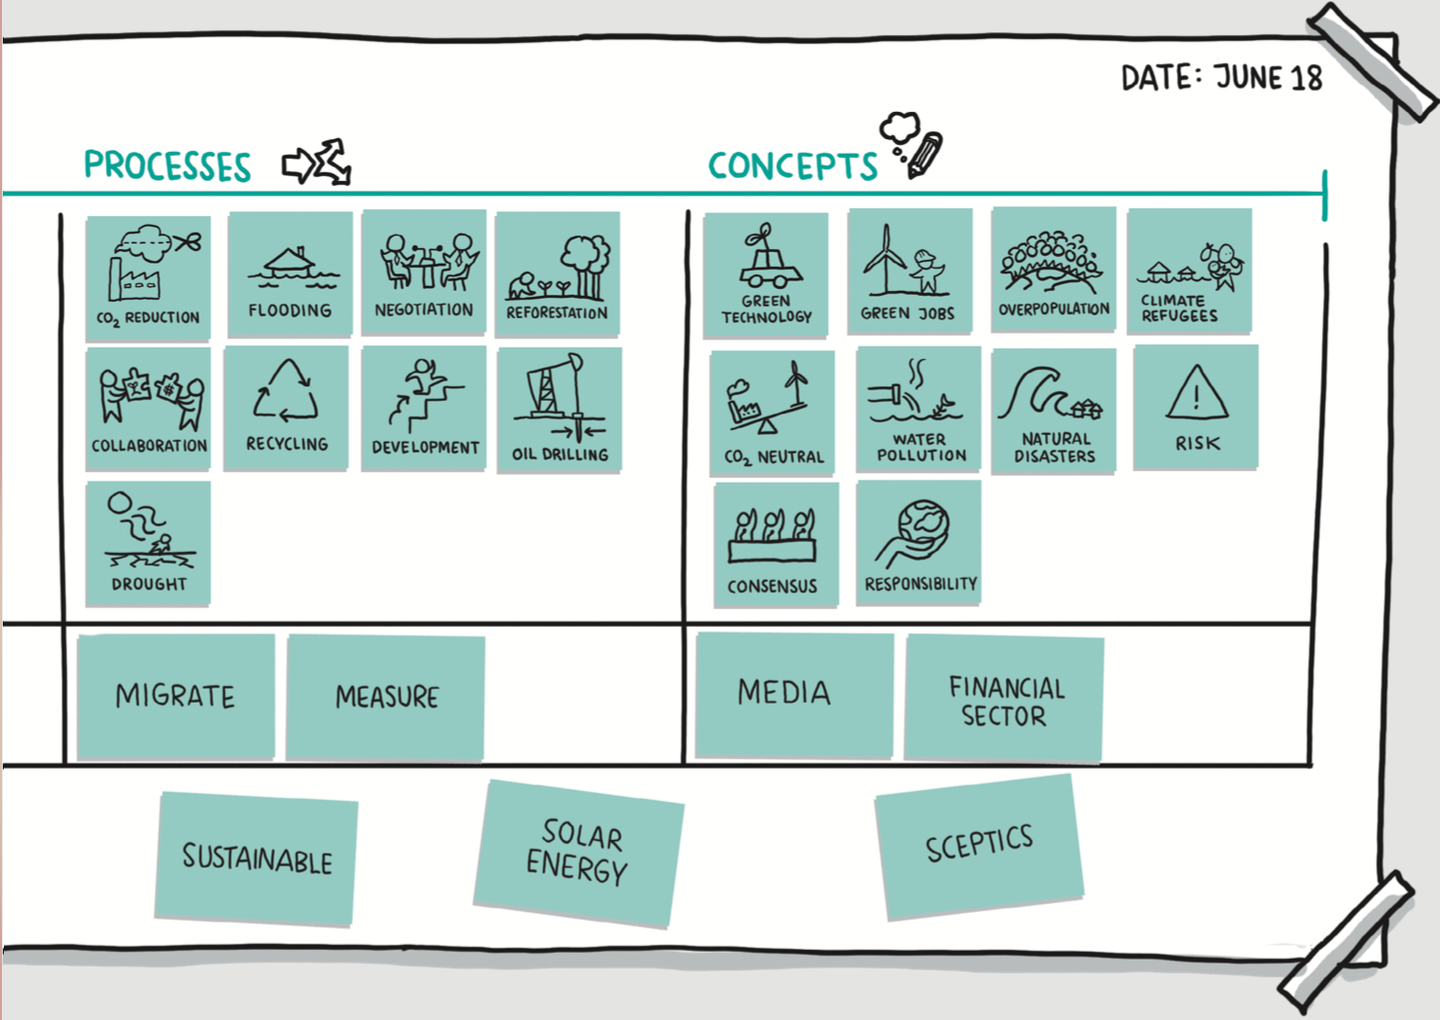 DATE: JUNE 18
PROCESSES
CO2 REDUCTION
FLOODING
NEGOTIATION
REFORESTATION
COLLABORATION
RECYCLING
DEVELOPMENT
OIL DRILLING
DROUGHT
MIGRATE
MEASURE
CONCEPTS
GREEN
TECHNOLOGY
GREEN JOBS
OVERPOPULATION
CLIMATE
REFUGEES
CO2 NEUTRAL
WATER
POLLUTION
NATURAL
DISASTERS
!
RISK
CONSENSUS
RESPONSIBILITY
MEDIA
FINANCIAL
SECTOR
SUSTAINABLE
SOLAR
ENERGY
SCEPTICS